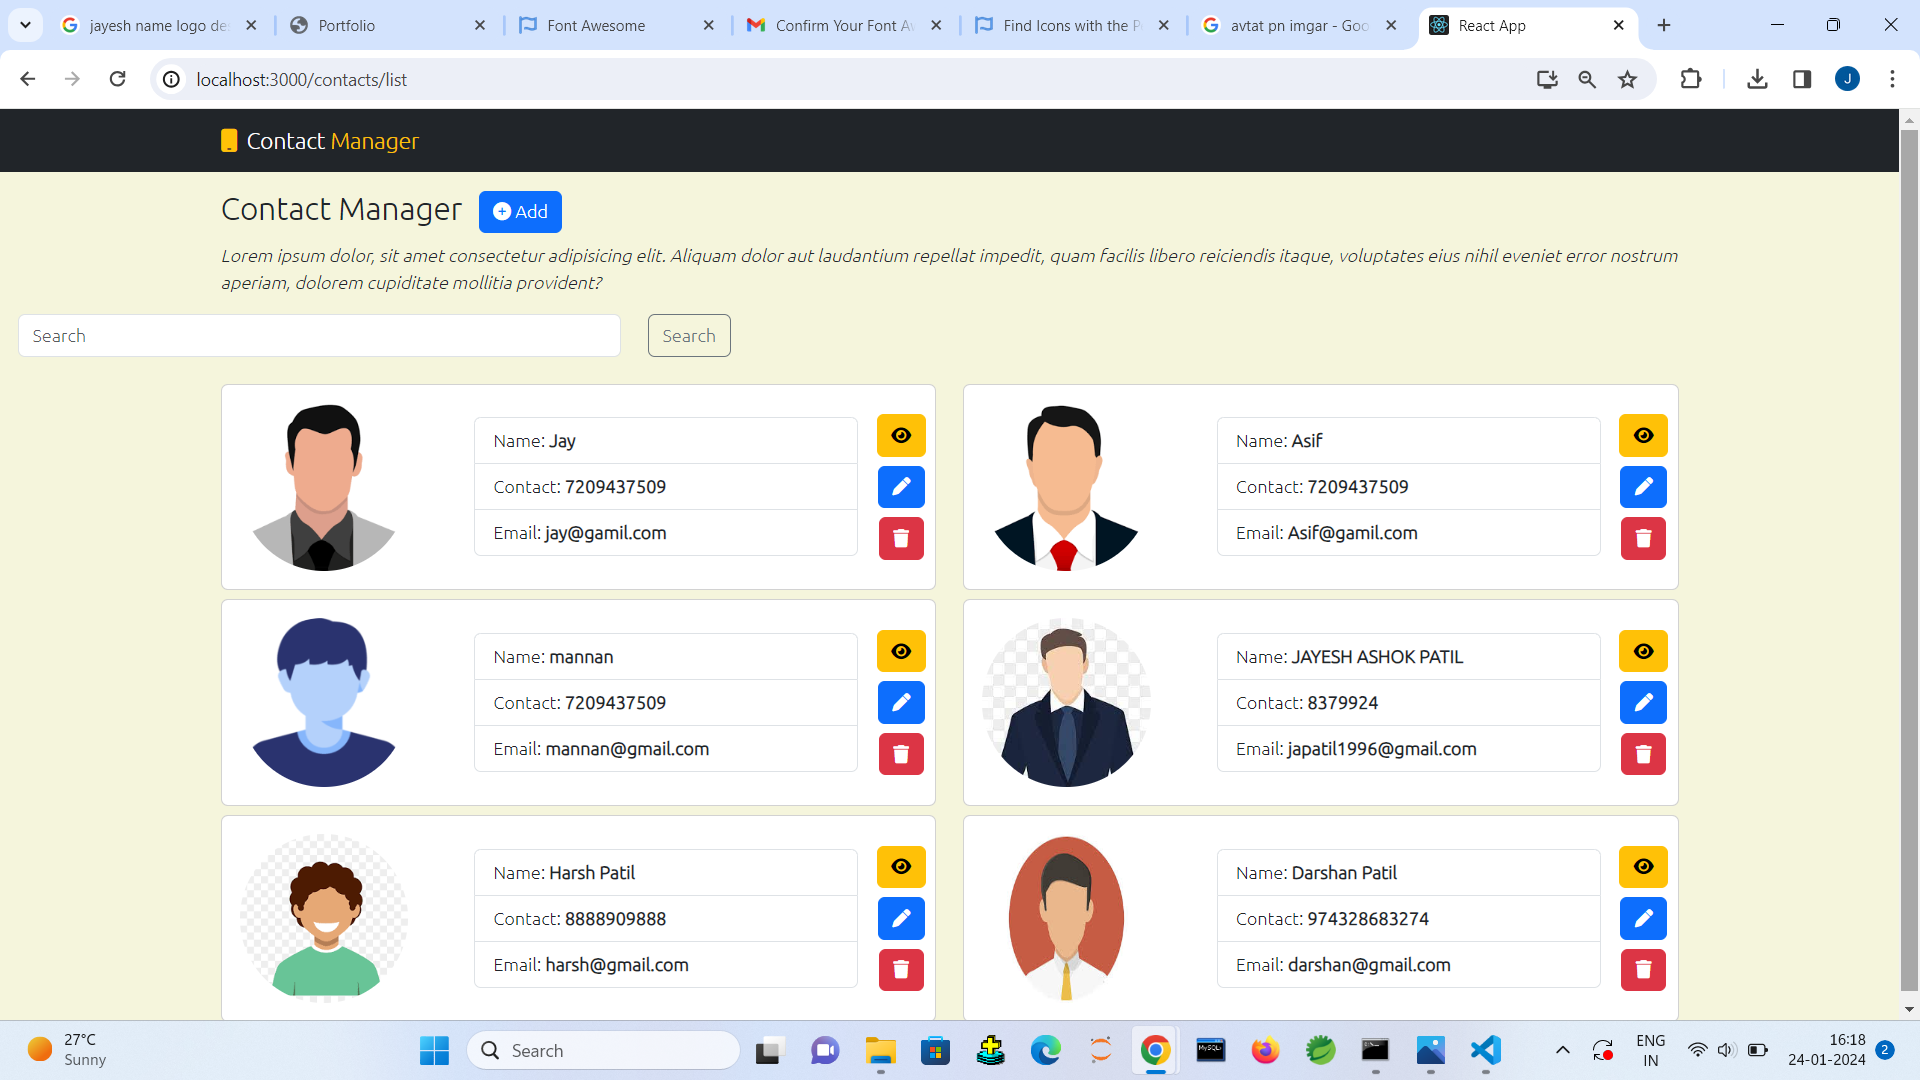 jayesh name logo de
Portfolio
Font Awesome
Confirm Your Font Aw
Find Icons with the P
avtat pn imgar - Goo
React App
localhost:3000/contacts/list
J
Contact Manager
Contact Manager
Add
Lorem ipsum dolor, sit amet consectetur adipisicing elit. Aliquam dolor aut laudantium repellat impedit, quam facilis libero reiciendis itaque, voluptates eius nihil eveniet error nostrum
aperiam, dolorem cupiditate mollitia provident?
Search
Search
Name: Jay
Contact: 7209437509
Email: jay@gamil.com
Name: Asif
Contact: 7209437509
Email: Asif@gamil.com
Name: mannan
Contact: 7209437509
Email: mannan@gmail.com
Name: JAYESH ASHOK PATIL
Contact: 8379924
Email: japatil1996@gmail.com
Name: Harsh Patil
Contact: 8888909888
Email: harsh@gmail.com
Name: Darshan Patil
Contact: 974328683274
Email: darshan@gmail.com
27°C
Sunny
Search
MySQL
ENG
IN
16:18
24-01-2024
2